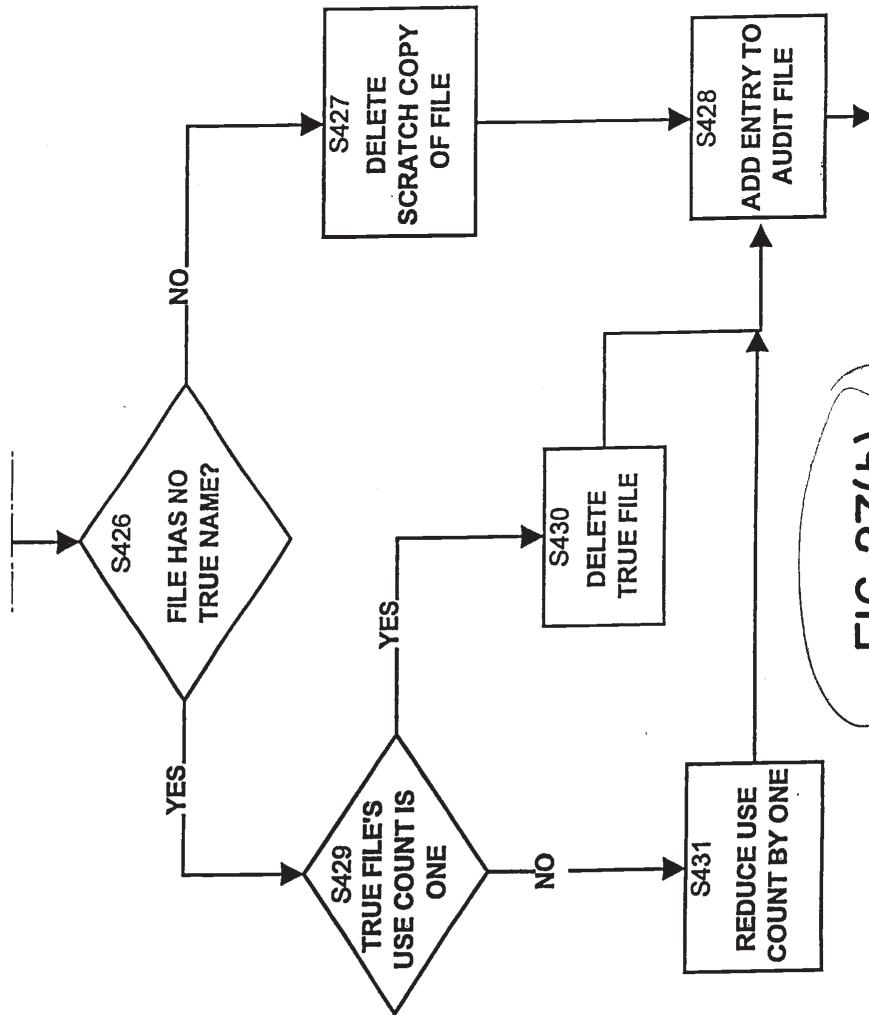 S426
FILE HAS NO
TRUE NAME?
YES
NO
S429
TRUE FILE'S
USE COUNT IS
ONE
YES
NO
S427
DELETE
SCRATCH COPY
OF FILE
S430
DELETE
TRUE FILE
S431
REDUCE USE
COUNT BY ONE
S428
ADD ENTRY TO
AUDIT FILE
FIG. 27(b)